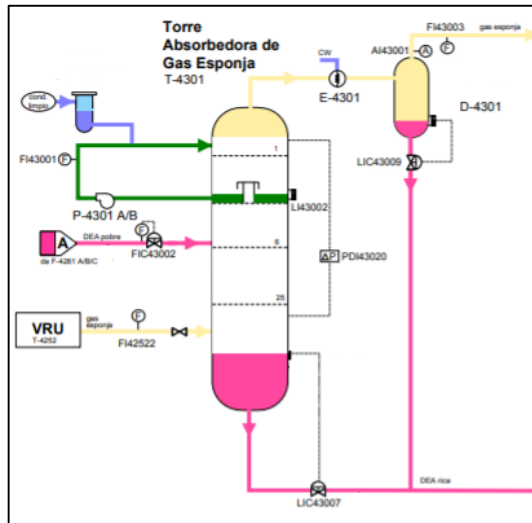 Torre
Absorbedora de
Gas Esponja
T-4301
FI43003
gas esponja
AI43001
A
F
CW
E-4301
D-4301
cond.
limpio
FI43001
F
1
LIC43009
P-4301 A/B
LI43002
A
DEA pobre
F
6
de F-4281 A/B/C
FIC43002
ΔP
PDI43020
25
VRU
T-4252
gas
esponja
F
FI42522
DEA rica
LIC43007